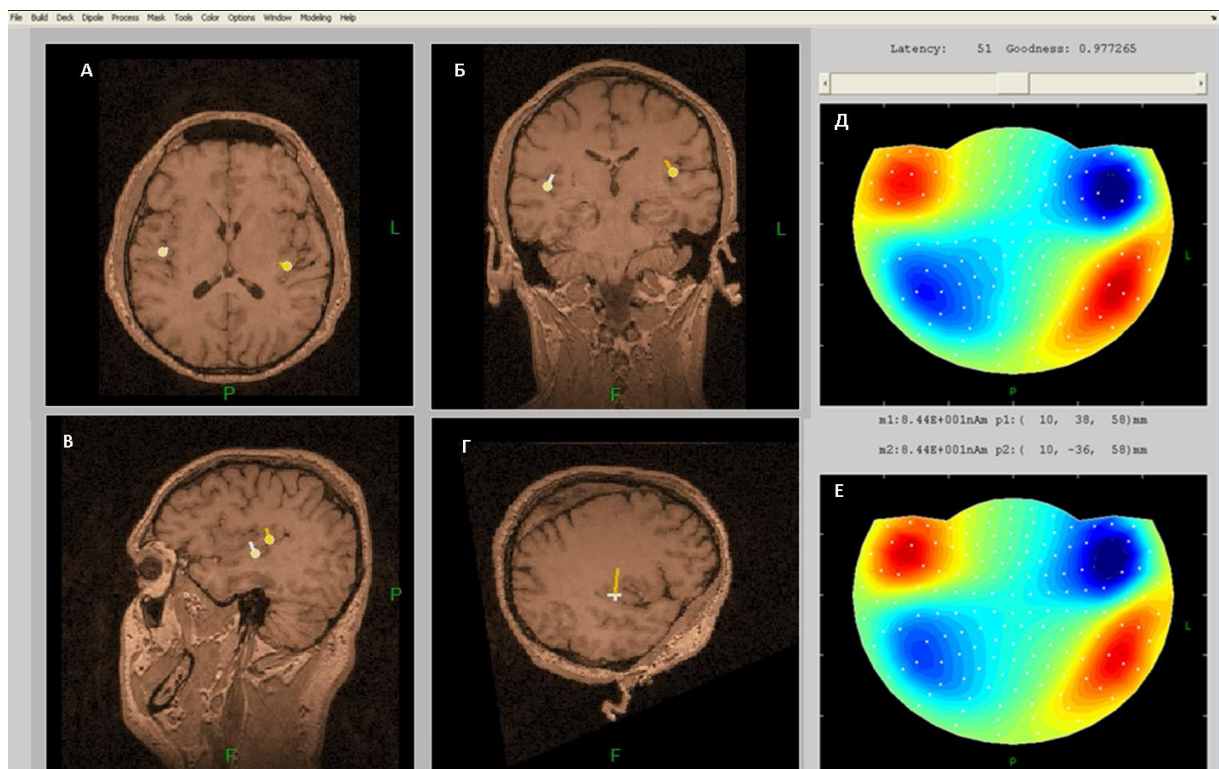 File Build Deck Dipole Process Mask Tools Color Options Window Modeling Help
А
L
P
Б
L
F
Latency: 51 Goodness: 0.977265
Д
L
P
В
P
F
Г
F
m1:8.44E+001nAm p1:( 10, 38, 58)mm
m2:8.44E+001nAm p2:( 10, -36, 58)mm
Е
L
P